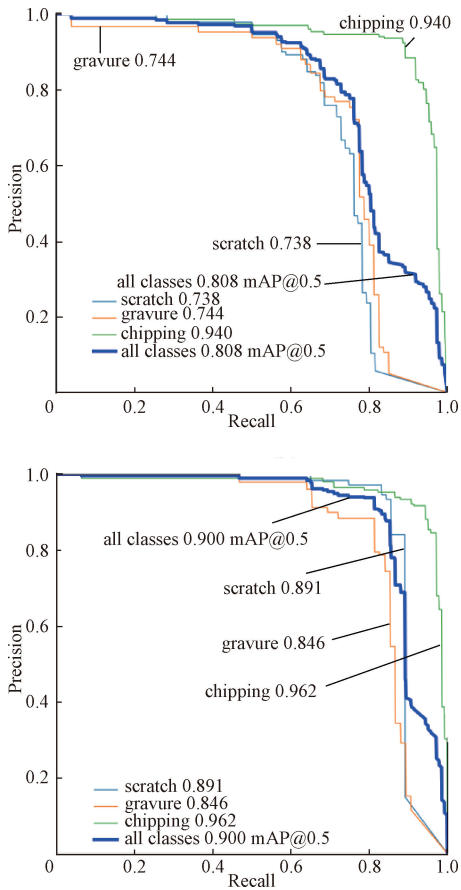 1.0
chipping 0.940
gravure 0.744
0.8
0.6
Precision
0.4
scratch 0.738
all classes 0.808 mAP@0.5
scratch 0.738
gravure 0.744
chipping 0.940
all classes 0.808 mAP@0.5
0.2
0 0.2 0.4 0.6 0.8 1.0
Recall
1.0
all classes 0.900 mAP@0.5
0.8
scratch 0.891
0.6
gravure 0.846
Precision
chipping 0.962
0.4
0.2
scratch 0.891
gravure 0.846
chipping 0.962
all classes 0.900 mAP@0.5
0 0.2 0.4 0.6 0.8 1.0
Recall